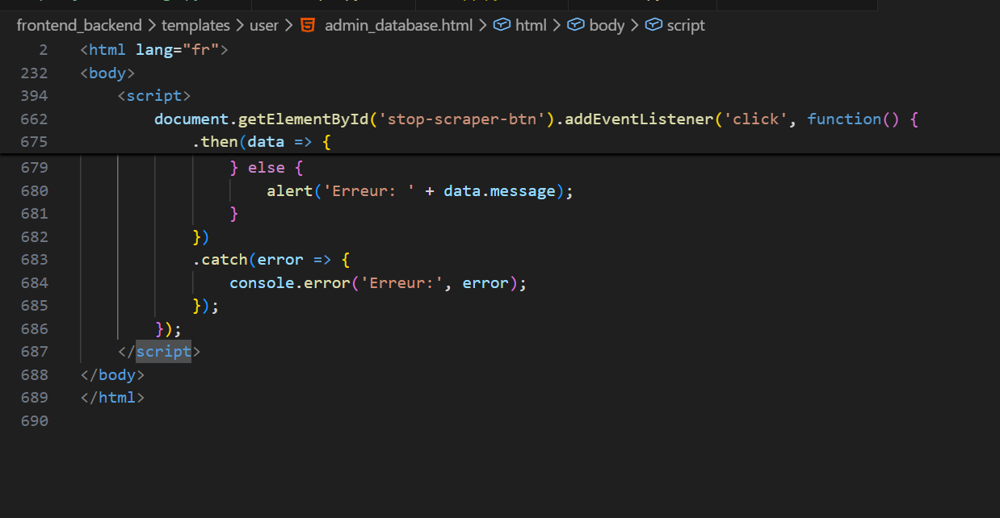 frontend_backend > templates > user > admin_database.html > html > body > script
2 <html lang="fr">
232 <body>
394 <script>
662 document.getElementById('stop-scraper-btn').addEventListener('click', function() {
675 .then(data => {
679 } else {
680 alert('Erreur: ' + data.message);
681 }
682 })
683 .catch(error => {
684 console.error('Erreur:', error);
685 });
686 });
687 </script>
688 </body>
689 </html>
690